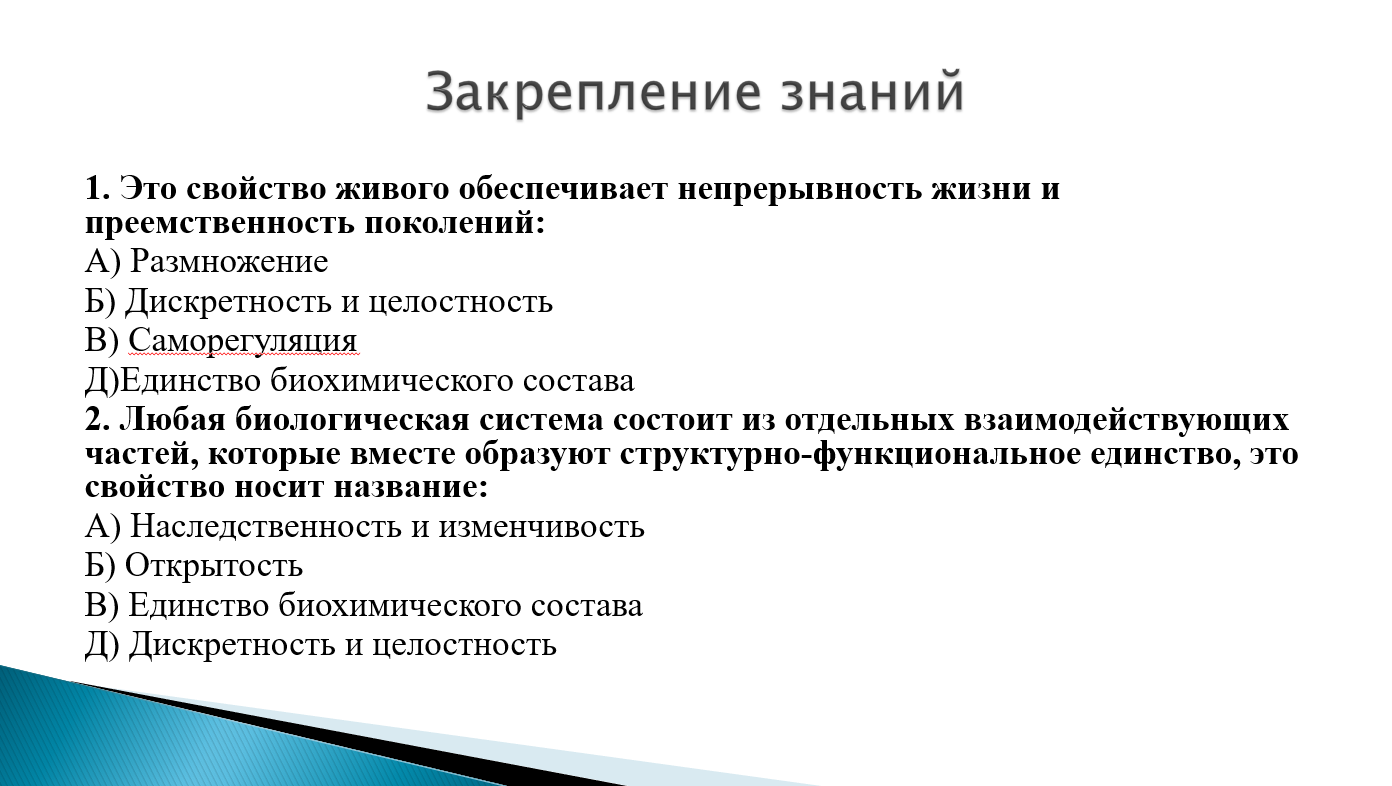 Закрепление знаний
1. Это свойство живого обеспечивает непрерывность жизни и
преемственность поколений:
А) Размножение
Б) Дискретность и целостность
В) Саморегуляция
Д)Единство биохимического состава
2. Любая биологическая система состоит из отдельных взаимодействующих
частей, которые вместе образуют структурно-функциональное единство, это
свойство носит название:
А) Наследственность и изменчивость
Б) Открытость
В) Единство биохимического состава
Д) Дискретность и целостность